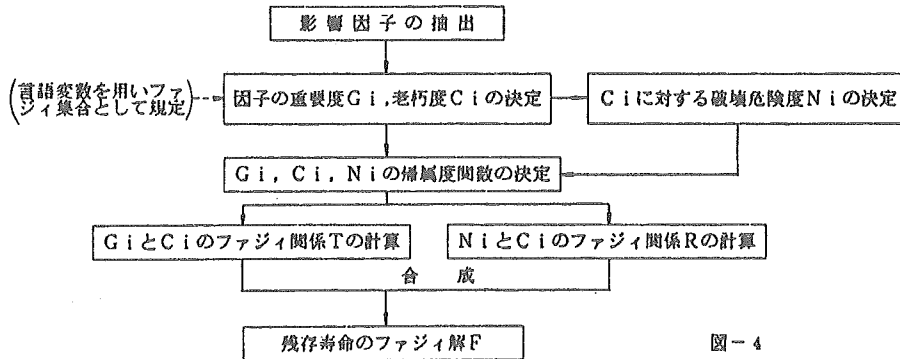 影響因子の抽出
(言語変数を用いファ
ジィ集合として規定)
因子の重要度Gi,老朽度Ciの決定
Ciに対する破壊危険度Niの決定
Gi,Ci,Niの帰属度関数の決定
GiとCiのファジィ関係Tの計算
NiとCiのファジィ関係Rの計算
合成
残存寿命のファジィ解F
図-4